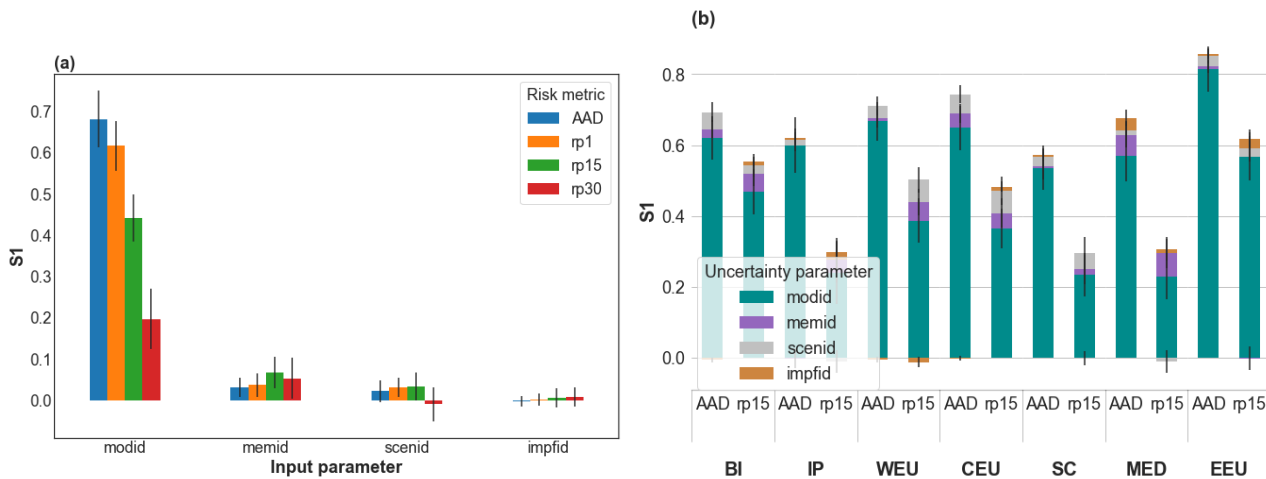 (a)
S1
0.7
0.6
0.5
0.4
0.3
0.2
0.1
0.0
Risk metric
AAD
rp1
rp15
rp30
modid memid scenid impfid
Input parameter
(b)
S1
0.8
0.6
0.4
0.2
0.0
Uncertainty parameter
modid
memid
scenid
impfid
AAD rp15 AAD rp15 AAD rp15 AAD rp15 AAD rp15 AAD rp15 AAD rp15
BI IP WEU CEU SC MED EEU